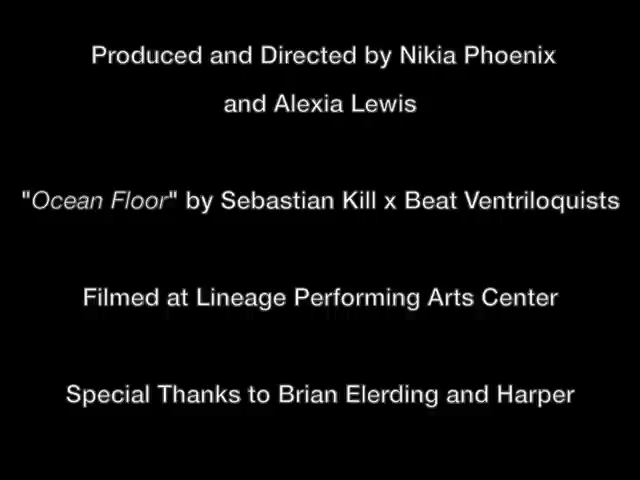 Produced and Directed by Nikia Phoenix
and Alexia Lewis
"Ocean Floor" by Sebastian Kill x Beat Ventriloquists
Filmed at Lineage Performing Arts Center
Special Thanks to Brian Elerding and Harper